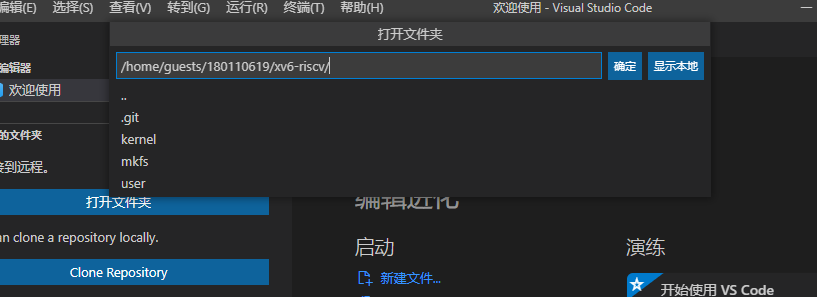 编辑(E) 选择(S) 查看(V) 转到(G) 运行(R) 终端(T) 帮助(H) 欢迎使用 - Visual Studio Code
打开文件夹
理器
/home/guests/180110619/xv6-riscv/ 确定 显示本地
编辑器
欢迎使用
..
.git
kernel
mkfs
user
的文件夹
接到远程。
打开文件夹
an clone a repository locally.
Clone Repository
启动
新建文件...
演练
开始使用 VS Code